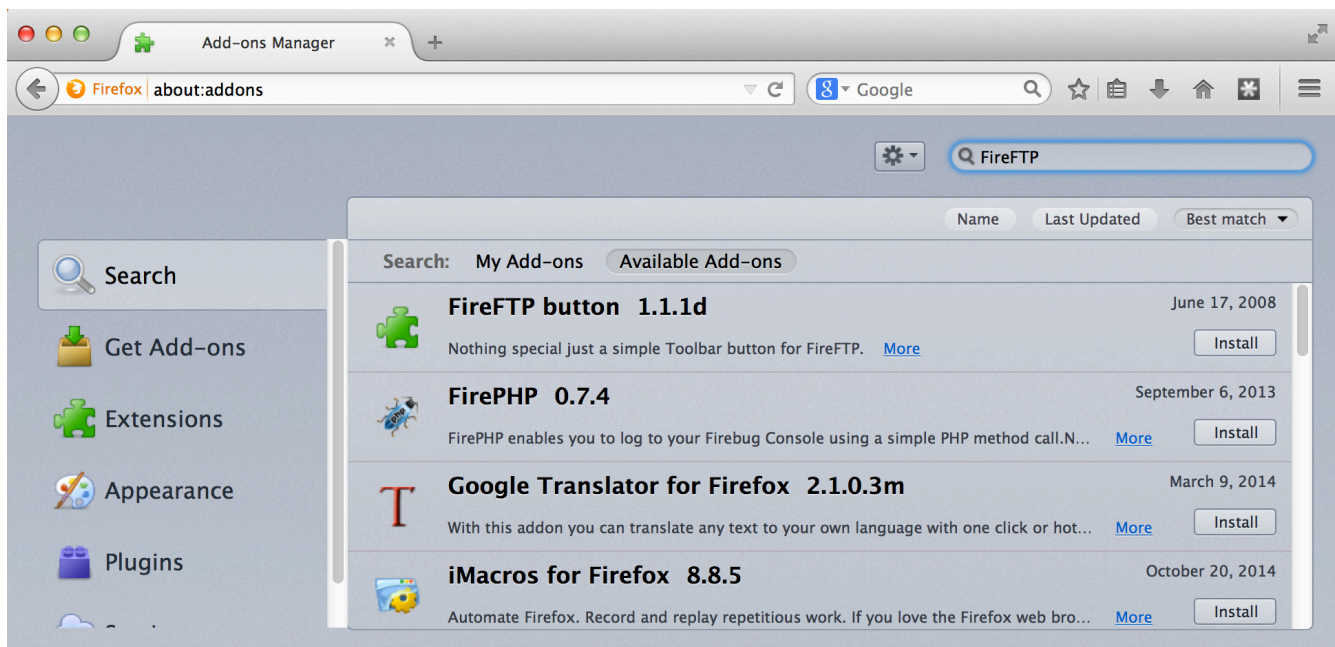 Add-ons Manager
Firefox about:addons
Google
FireFTP
Name Last Updated Best match
Search: My Add-ons Available Add-ons
Search
Get Add-ons
Extensions
Appearance
Plugins
FireFTP button 1.1.1d June 17, 2008
Nothing special just a simple Toolbar button for FireFTP. More Install
FirePHP 0.7.4 September 6, 2013
FirePHP enables you to log to your Firebug Console using a simple PHP method call.N... More Install
Google Translator for Firefox 2.1.0.3m March 9, 2014
With this addon you can translate any text to your own language with one click or hot... More Install
iMacros for Firefox 8.8.5 October 20, 2014
Automate Firefox. Record and replay repetitious work. If you love the Firefox web bro... More Install